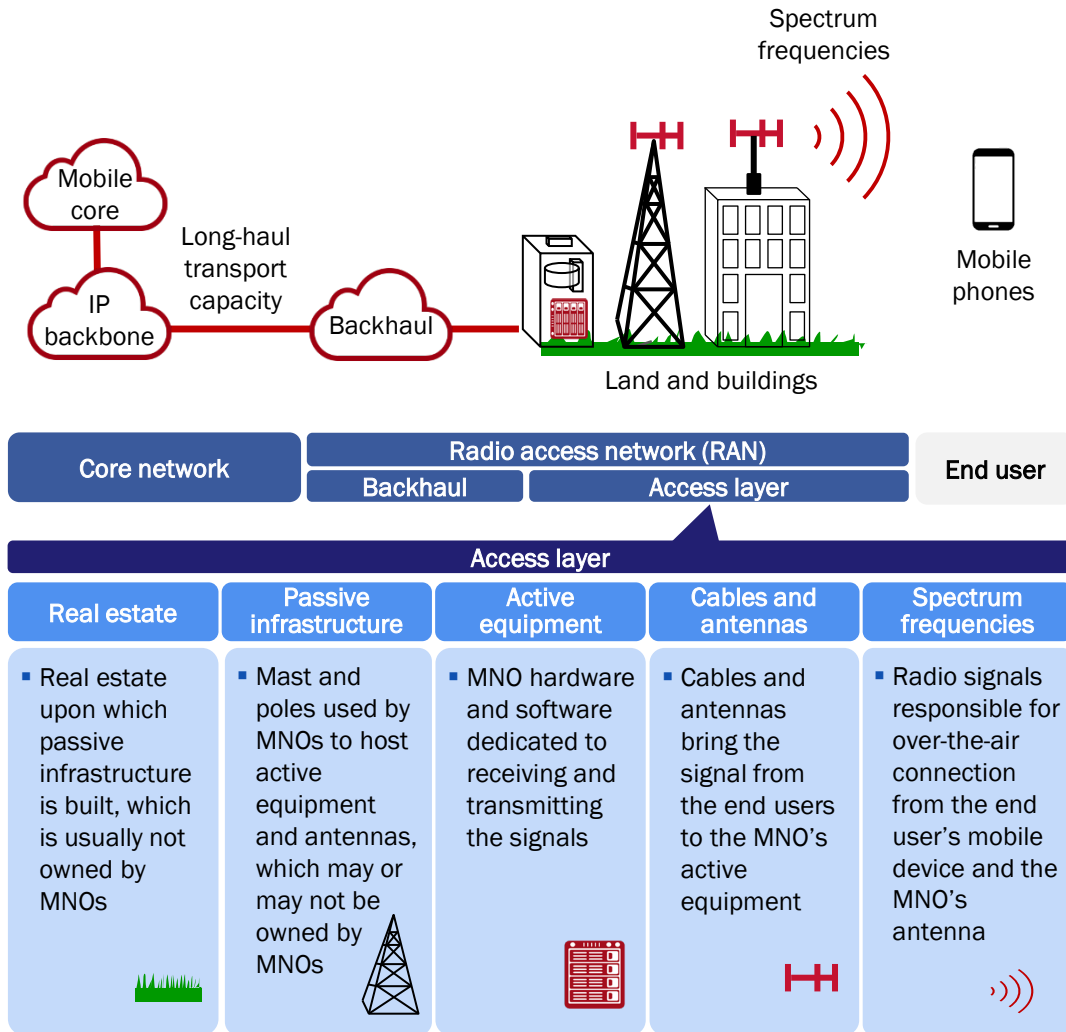 Spectrum
frequencies
Mobile
core
Long-haul
transport
capacity
IP
backbone
Backhaul
Mobile
phones
Land and buildings
Core network
Radio access network (RAN)
Backhaul
Access layer
End user
Access layer
Real estate
Passive
infrastructure
Active
equipment
Cables and
antennas
Spectrum
frequencies
▪ Real estate
upon which
passive
infrastructure
is built, which
is usually not
owned by
MNOs
▪ Mast and
poles used by
MNOs to host
active
equipment
and antennas,
which may or
may not be
owned by
MNOs
▪ MNO hardware
and software
dedicated to
receiving and
transmitting
the signals
▪ Cables and
antennas
bring the
signal from
the end users
to the MNO’s
active
equipment
▪ Radio signals
responsible for
over-the-air
connection
from the end
user’s mobile
device and the
MNO’s
antenna